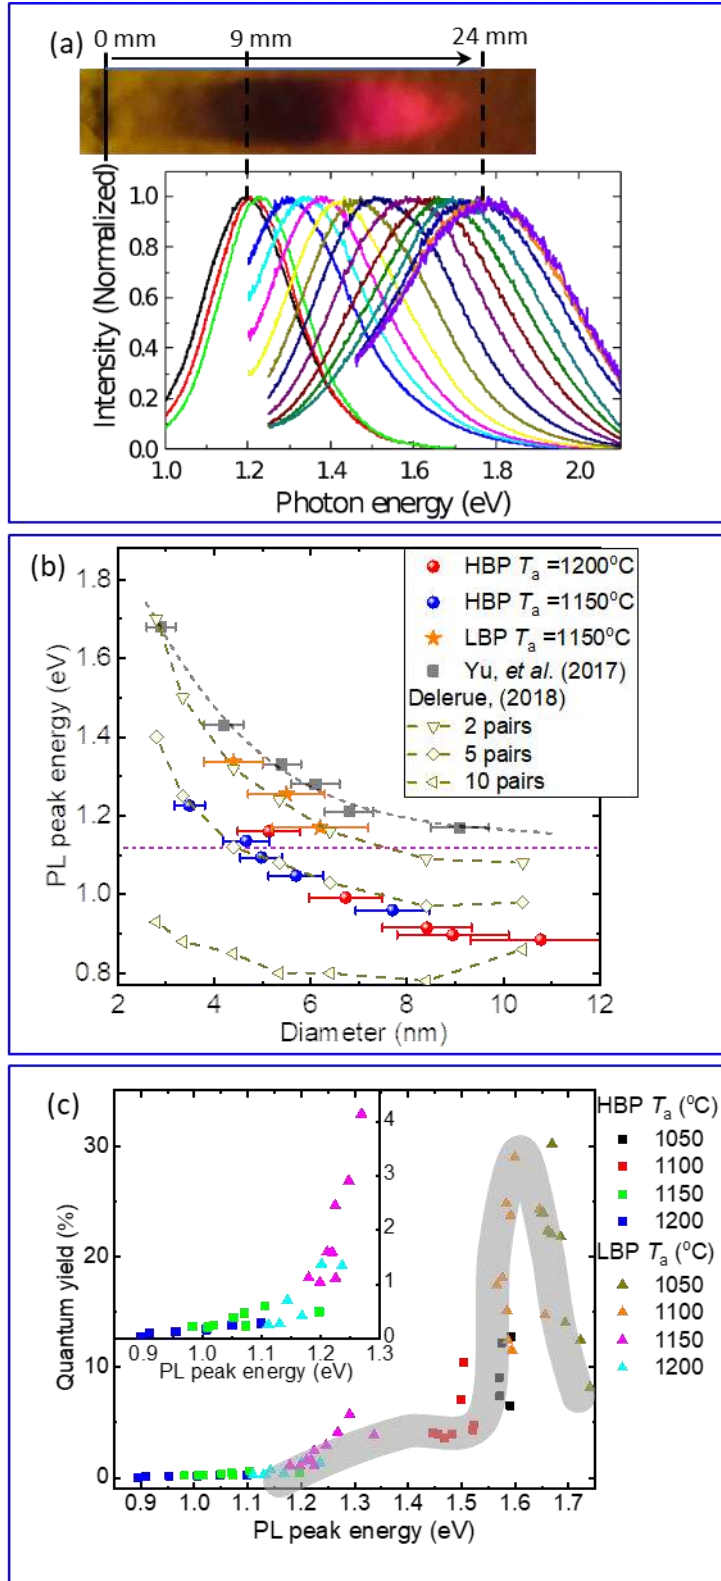 (a)
0 mm
9 mm
24 mm
Intensity (Normalized)
1.0
0.8
0.6
0.4
0.2
0.0
1.0 1.2 1.4 1.6 1.8 2.0
Photon energy (eV)
(b)
PL peak energy (eV)
1.8
1.6
1.4
1.2
1.0
0.8
HBP Ta =1200°C
HBP Ta =1150°C
LBP Ta =1150°C
Yu, et al. (2017)
Delerue, (2018)
2 pairs
5 pairs
10 pairs
2 4 6 8 10 12
Diameter (nm)
(c)
Quantum yield (%)
30
20
10
0
4
3
2
1
0
0.9 1.0 1.1 1.2 1.3
PL peak energy (eV)
0.9 1.0 1.1 1.2 1.3 1.4 1.5 1.6 1.7
PL peak energy (eV)
HBP Ta (°C)
1050
1100
1150
1200
LBP Ta (°C)
1050
1100
1150
1200